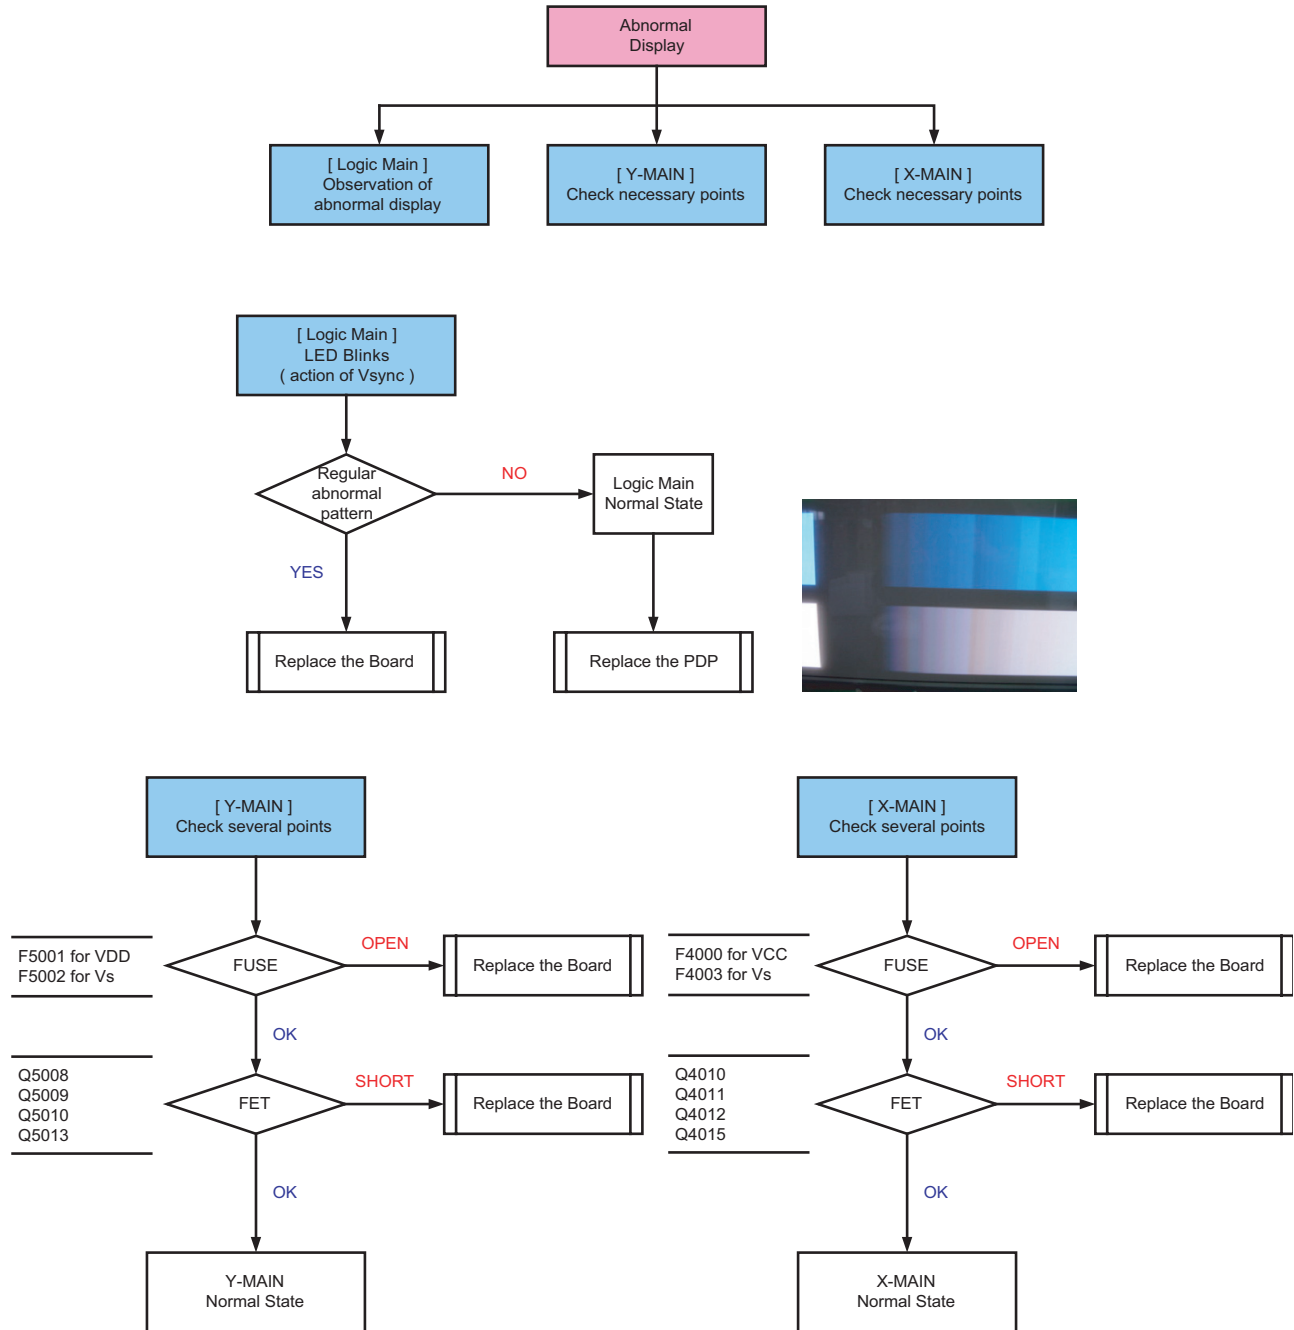 Abnormal
Display
[ Logic Main ]
Observation of
abnormal display
[ Y-MAIN ]
Check necessary points
[ X-MAIN ]
Check necessary points
[ Logic Main ]
LED Blinks
( action of Vsync )
Regular
abnormal
pattern
NO
Logic Main
Normal State
YES
Replace the Board
Replace the PDP
[ Y-MAIN ]
Check several points
F5001 for VDD
F5002 for Vs
FUSE
OPEN
Replace the Board
OK
Q5008
Q5009
Q5010
Q5013
FET
SHORT
Replace the Board
OK
Y-MAIN
Normal State
[ X-MAIN ]
Check several points
F4000 for VCC
F4003 for Vs
FUSE
OPEN
Replace the Board
OK
Q4010
Q4011
Q4012
Q4015
FET
SHORT
Replace the Board
OK
X-MAIN
Normal State